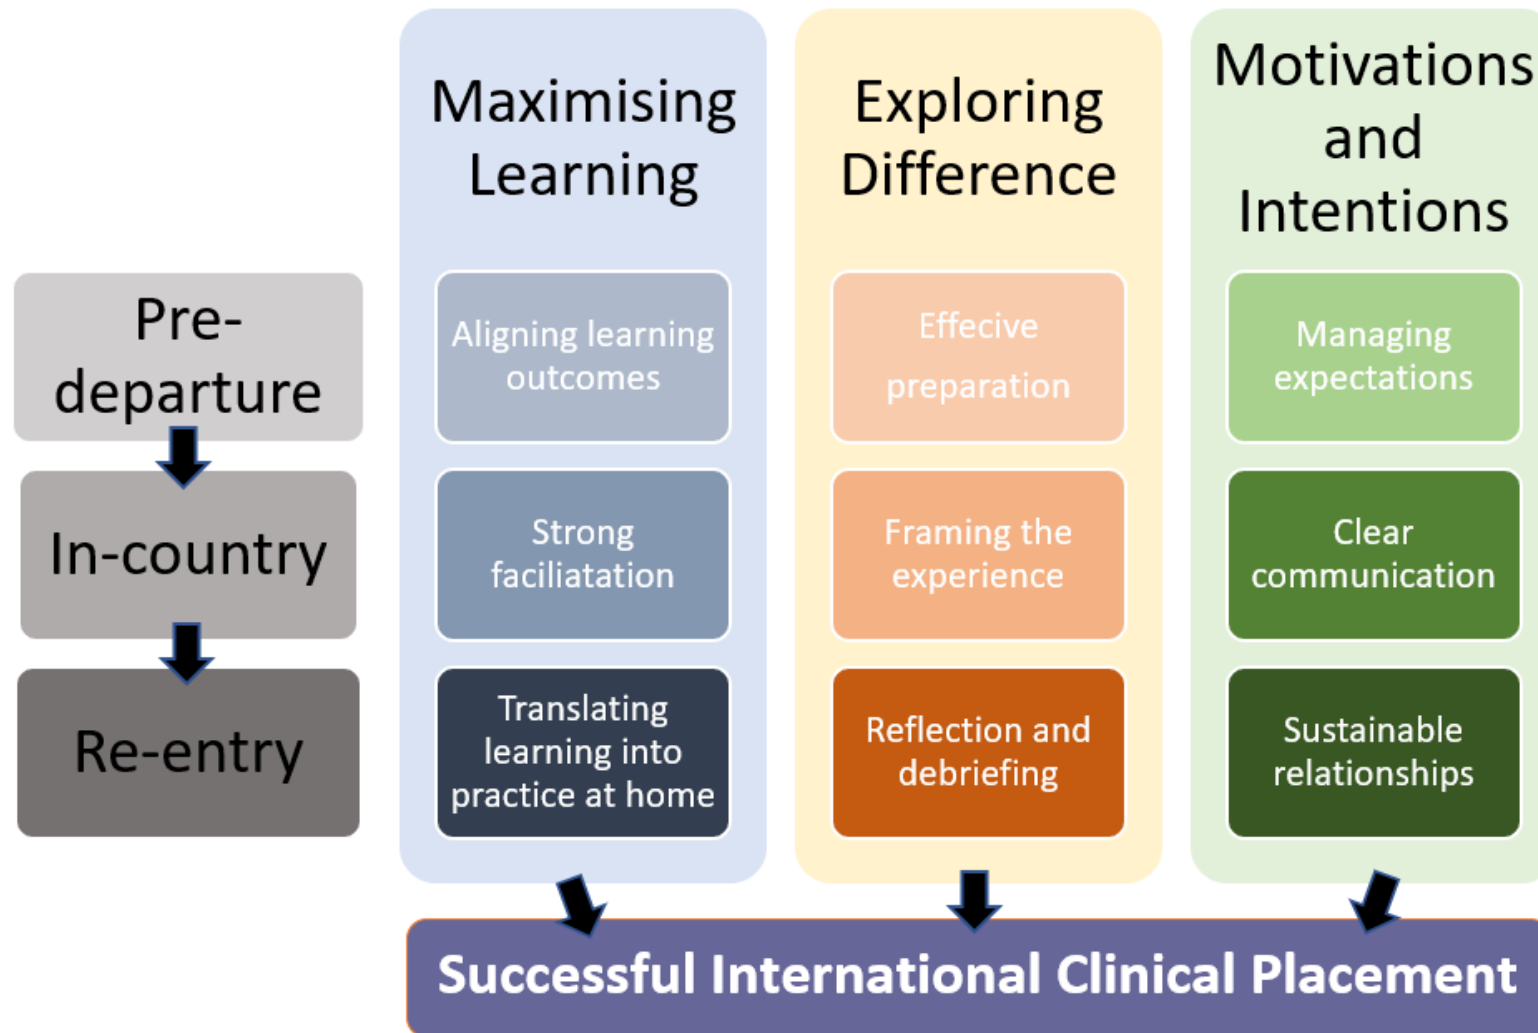 Maximising
Learning
Exploring
Difference
Motivations
and
Intentions
Pre-
departure
Aligning learning
outcomes
Effecive
preparation
Managing
expectations
In-country
Strong
faciliatation
Framing the
experience
Clear
communication
Re-entry
Translating
learning into
practice at home
Reflection and
debriefing
Sustainable
relationships
Successful International Clinical Placement